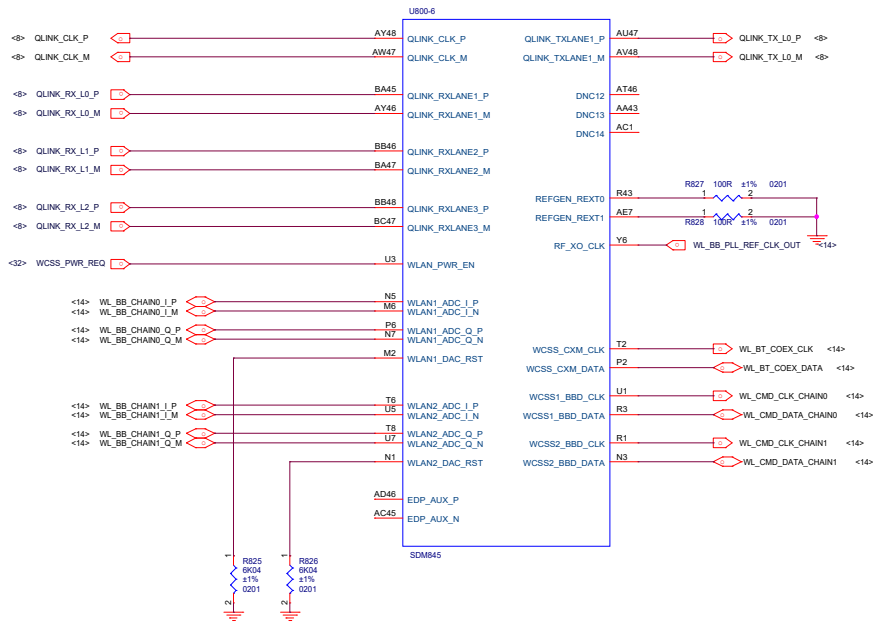 U800-6
<8> QLINK_CLK_P AY48 QLINK_CLK_P QLINK_TXLANE1_P AU47 QLINK_TX_L0_P <8>
<8> QLINK_CLK_M AW47 QLINK_CLK_M QLINK_TXLANE1_M AV48 QLINK_TX_L0_M <8>
<8> QLINK_RX_L0_P BA45 QLINK_RXLANE1_P DNC12 AT46
<8> QLINK_RX_L0_M AY46 QLINK_RXLANE1_M DNC13 AA43
DNC14 AC1
<8> QLINK_RX_L1_P BB46 QLINK_RXLANE2_P
<8> QLINK_RX_L1_M BA47 QLINK_RXLANE2_M
R827 100R ±1% 0201
REFGEN_REXT0 R43 1 2
<8> QLINK_RX_L2_P BB48 QLINK_RXLANE3_P
REFGEN_REXT1 AE7 1 2
R828 100R ±1% 0201
<8> QLINK_RX_L2_M BC47 QLINK_RXLANE3_M
RF_XO_CLK Y6 WL_BB_PLL_REF_CLK_OUT <14>
<32> WCSS_PWR_REQ U3 WLAN_PWR_EN
<14> WL_BB_CHAIN0_I_P N5 WLAN1_ADC_I_P
<14> WL_BB_CHAIN0_I_M M6 WLAN1_ADC_I_N
<14> WL_BB_CHAIN0_Q_P P6 WLAN1_ADC_Q_P
<14> WL_BB_CHAIN0_Q_M N7 WLAN1_ADC_Q_N
WCSS_CXM_CLK T2 WL_BT_COEX_CLK <14>
M2 WLAN1_DAC_RST
WCSS_CXM_DATA P2 WL_BT_COEX_DATA <14>
WCSS1_BBD_CLK U1 WL_CMD_CLK_CHAIN0 <14>
<14> WL_BB_CHAIN1_I_P T6 WLAN2_ADC_I_P
<14> WL_BB_CHAIN1_I_M U5 WLAN2_ADC_I_N WCSS1_BBD_DATA R3 WL_CMD_DATA_CHAIN0 <14>
<14> WL_BB_CHAIN1_Q_P T8 WLAN2_ADC_Q_P
<14> WL_BB_CHAIN1_Q_M U7 WLAN2_ADC_Q_N WCSS2_BBD_CLK R1 WL_CMD_CLK_CHAIN1 <14>
N1 WLAN2_DAC_RST WCSS2_BBD_DATA N3 WL_CMD_DATA_CHAIN1 <14>
AD46 EDP_AUX_P
AC45 EDP_AUX_N
SDM845
1 R825 1 R826
6K04 6K04
±1% ±1%
2 0201 2 0201